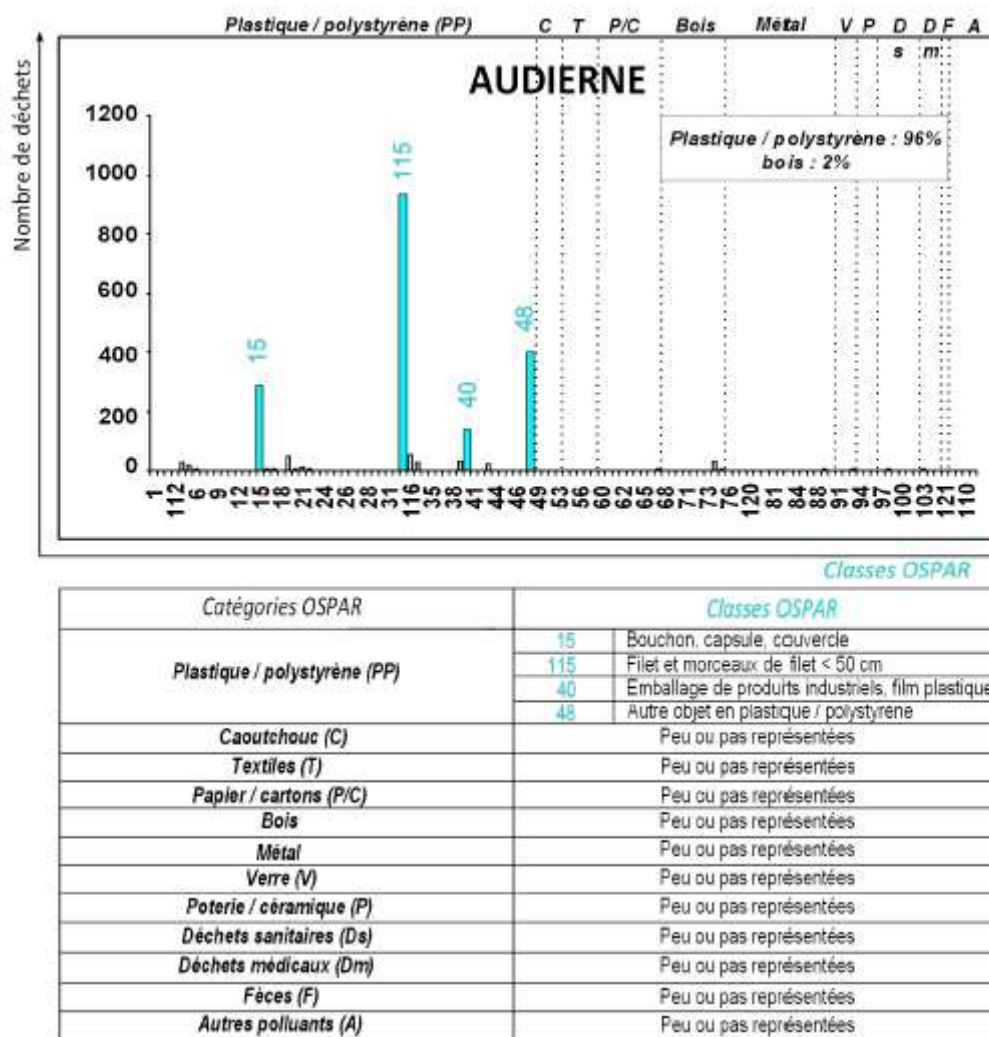 Plastique / polystyrène (PP) C T P/C Bois Métal V P D D F A
s m
AUDIERNE
Nombre de déchets
Plastique / polystyrène : 96%
bois : 2%
1200
1000
800
600
400
200
0
15
115
40
48
1 112 6 9 12 15 18 21 24 26 28 31 116 35 38 41 44 46 49 53 56 60 62 65 68 71 73 76 120 81 84 88 91 94 97 100 103 121 110
Classes OSPAR
Catégories OSPAR Classes OSPAR
Plastique / polystyrène (PP)
15 Bouchon, capsule, couvercle
115 Filet et morceaux de filet < 50 cm
40 Emballage de produits industriels, film plastique
48 Autre objet en plastique / polystyrene
Caoutchouc (C) Peu ou pas représentées
Textiles (T) Peu ou pas représentées
Papier / cartons (P/C) Peu ou pas représentées
Bois Peu ou pas représentées
Métal Peu ou pas représentées
Verre (V) Peu ou pas représentées
Poterie / céramique (P) Peu ou pas représentées
Déchets sanitaires (Ds) Peu ou pas représentées
Déchets médicaux (Dm) Peu ou pas représentées
Fèces (F) Peu ou pas représentées
Autres polluants (A) Peu ou pas représentées